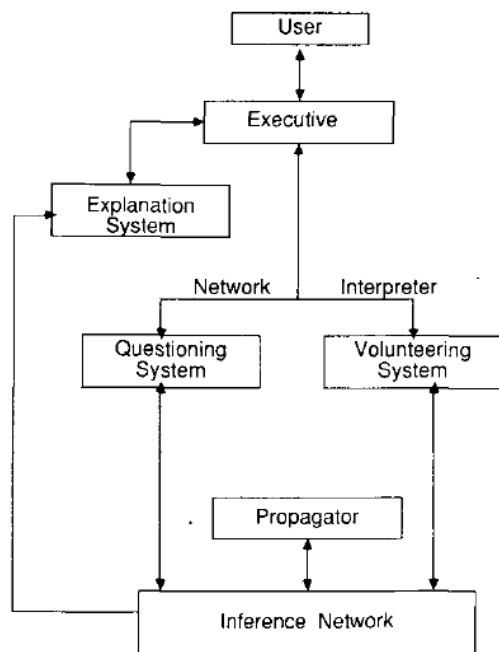 User
Executive
Explanation
System
Network Interpreter
Questioning
System
Volunteering
System
Propagator
Inference Network